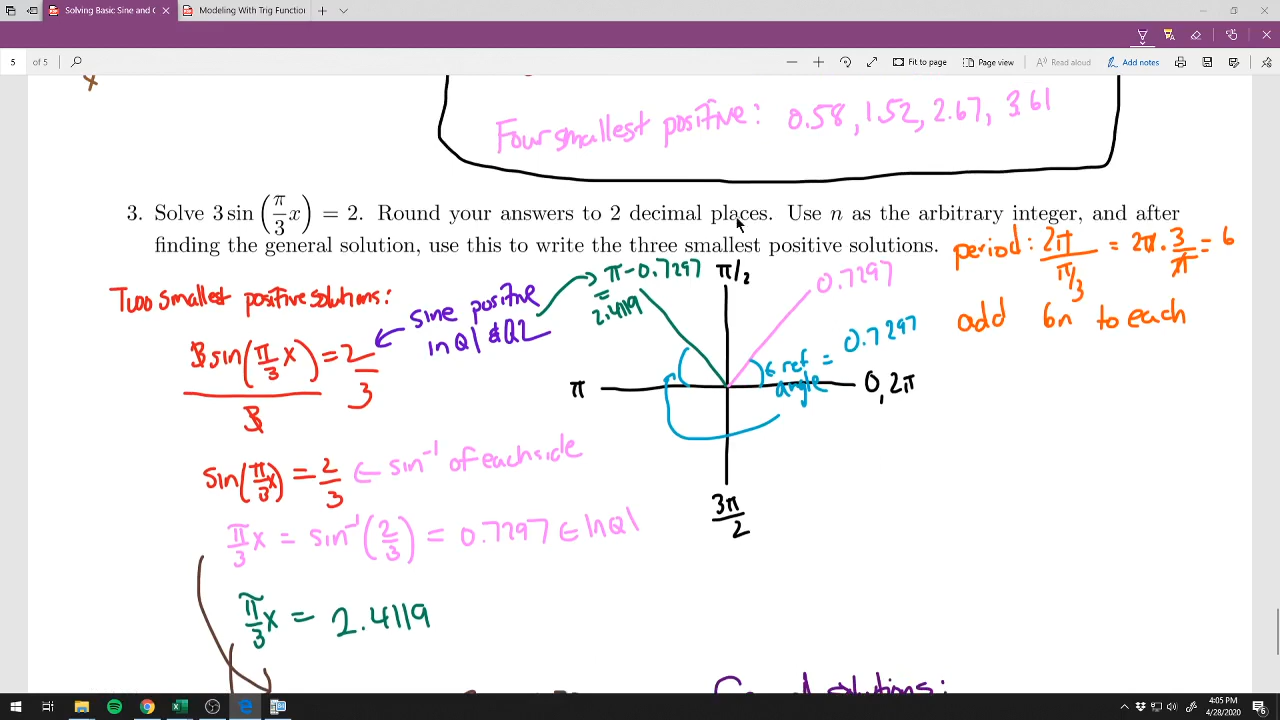 Solving Basic Sine and C
Modeling With Trig Function
5 of 5
Fit to page
Page view
Read aloud
Add notes
x
Four smallest positive: 0.58, 1.52, 2.67, 3.61
3. Solve 3 sin (π/3 x) = 2. Round your answers to 2 decimal places. Use n as the arbitrary integer, and after
finding the general solution, use this to write the three smallest positive solutions.
period: 2π / π/3 = 2π · 3/π = 6
add 6n to each
Two smallest positive solutions:
sine positive
in Q1 & Q2
π - 0.7297
= 2.4119
π/2
0.7297
3 sin(π/3 x) = 2
3 3
← ref angle = 0.7297
π
0, 2π
3π/2
sin(π/3 x) = 2/3 ← sin⁻¹ of each side
π/3 x = sin⁻¹(2/3) = 0.7297 ← in Q1
π/3 x = 2.4119
General solutions:
4:05 PM
4/28/2020
6